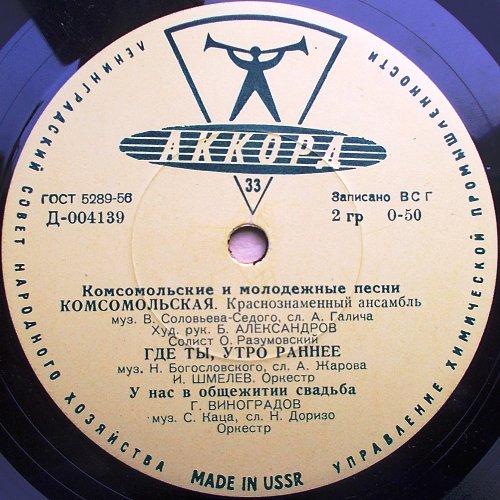 ЛЕНИНГРАДСКИЙ СОВЕТ НАРОДНОГО ХОЗЯЙСТВА
УПРАВЛЕНИЕ ХИМИЧЕСКОЙ ПРОМЫШЛЕННОСТИ
АККОРД
33
ГОСТ 5289-56
Записано ВСГ
Д-004139
2 гр 0-50
Комсомольские и молодежные песни
КОМСОМОЛЬСКАЯ. Краснознаменный ансамбль
муз. В. Соловьева-Седого, сл. А. Галича
Худ. рук. Б. АЛЕКСАНДРОВ
Солист О. Разумовский
ГДЕ ТЫ, УТРО РАННЕЕ
муз. Н. Богословского, сл. А. Жарова
И. ШМЕЛЕВ. Оркестр
У нас в общежитии свадьба
Г. ВИНОГРАДОВ
муз. С. Каца, сл. Н. Доризо
Оркестр
MADE IN USSR